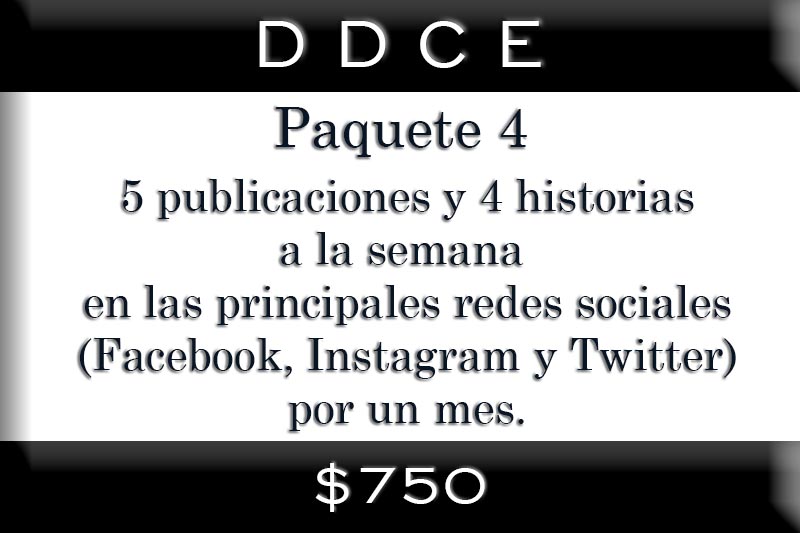 D D C E
Paquete 4
5 publicaciones y 4 historias
a la semana
en las principales redes sociales
(Facebook, Instagram y Twitter)
por un mes.
$750